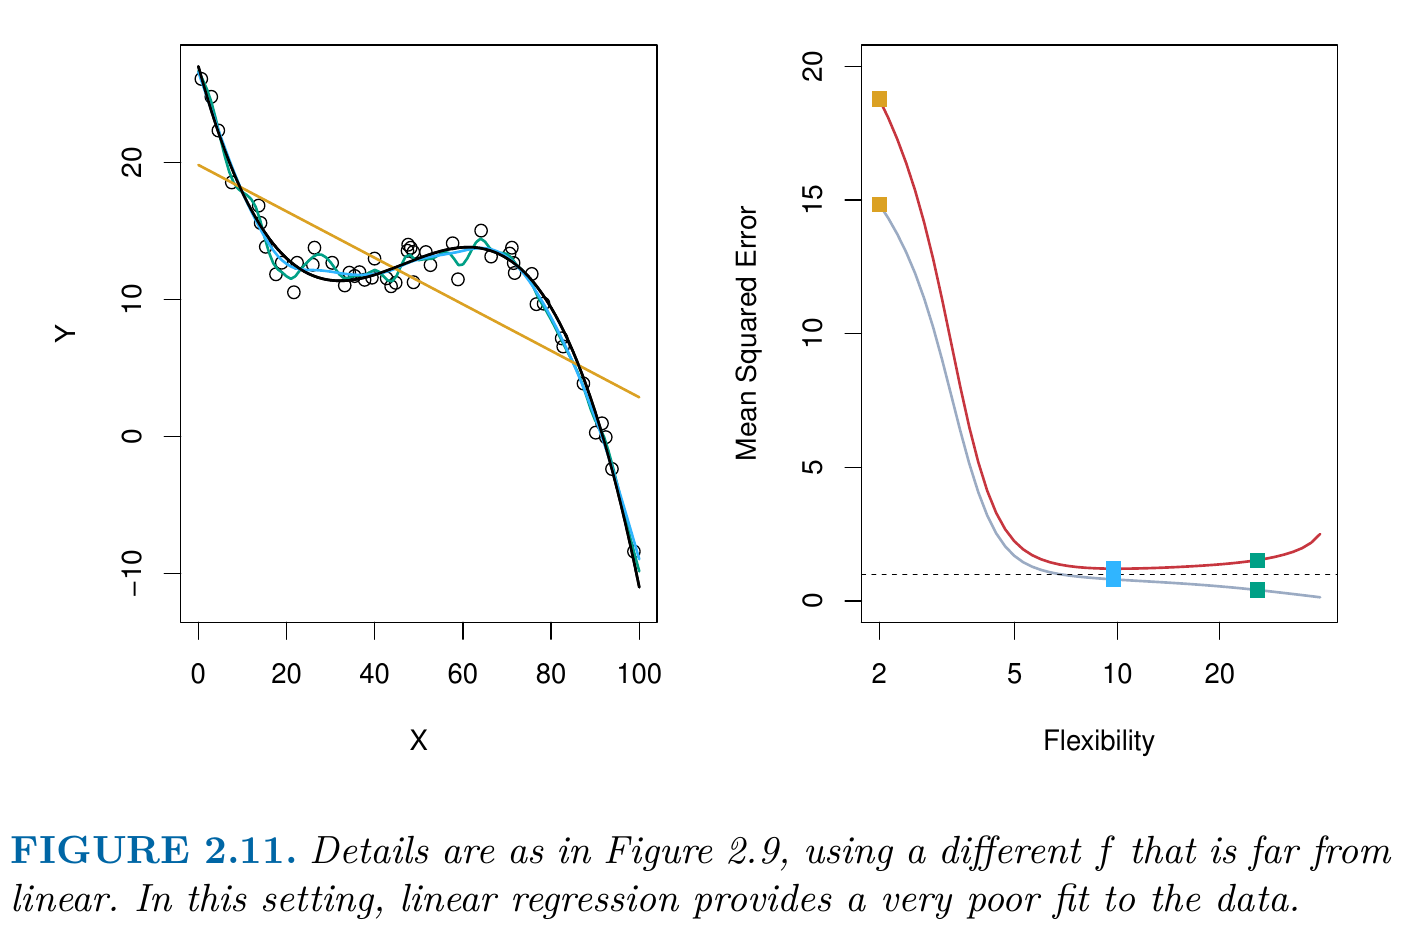 20
10
0
−10
Y
0 20 40 60 80 100
X
20
15
10
5
0
Mean Squared Error
2 5 10 20
Flexibility
FIGURE 2.11. Details are as in Figure 2.9, using a different f that is far from
linear. In this setting, linear regression provides a very poor fit to the data.